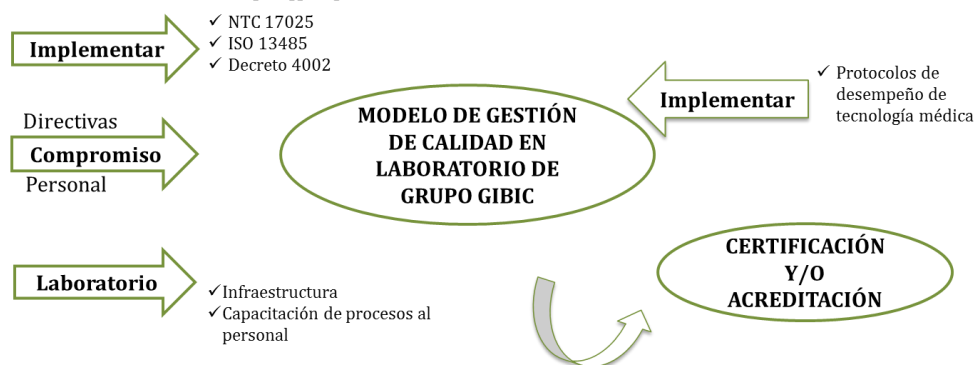 ✓ NTC 17025
✓ ISO 13485
✓ Decreto 4002
Implementar
Directivas
Compromiso
Personal
Laboratorio
✓Infraestructura
✓Capacitación de procesos al
personal
MODELO DE GESTIÓN
DE CALIDAD EN
LABORATORIO DE
GRUPO GIBIC
Implementar
✓ Protocolos de
desempeño de
tecnología médica
CERTIFICACIÓN
Y/O
ACREDITACIÓN